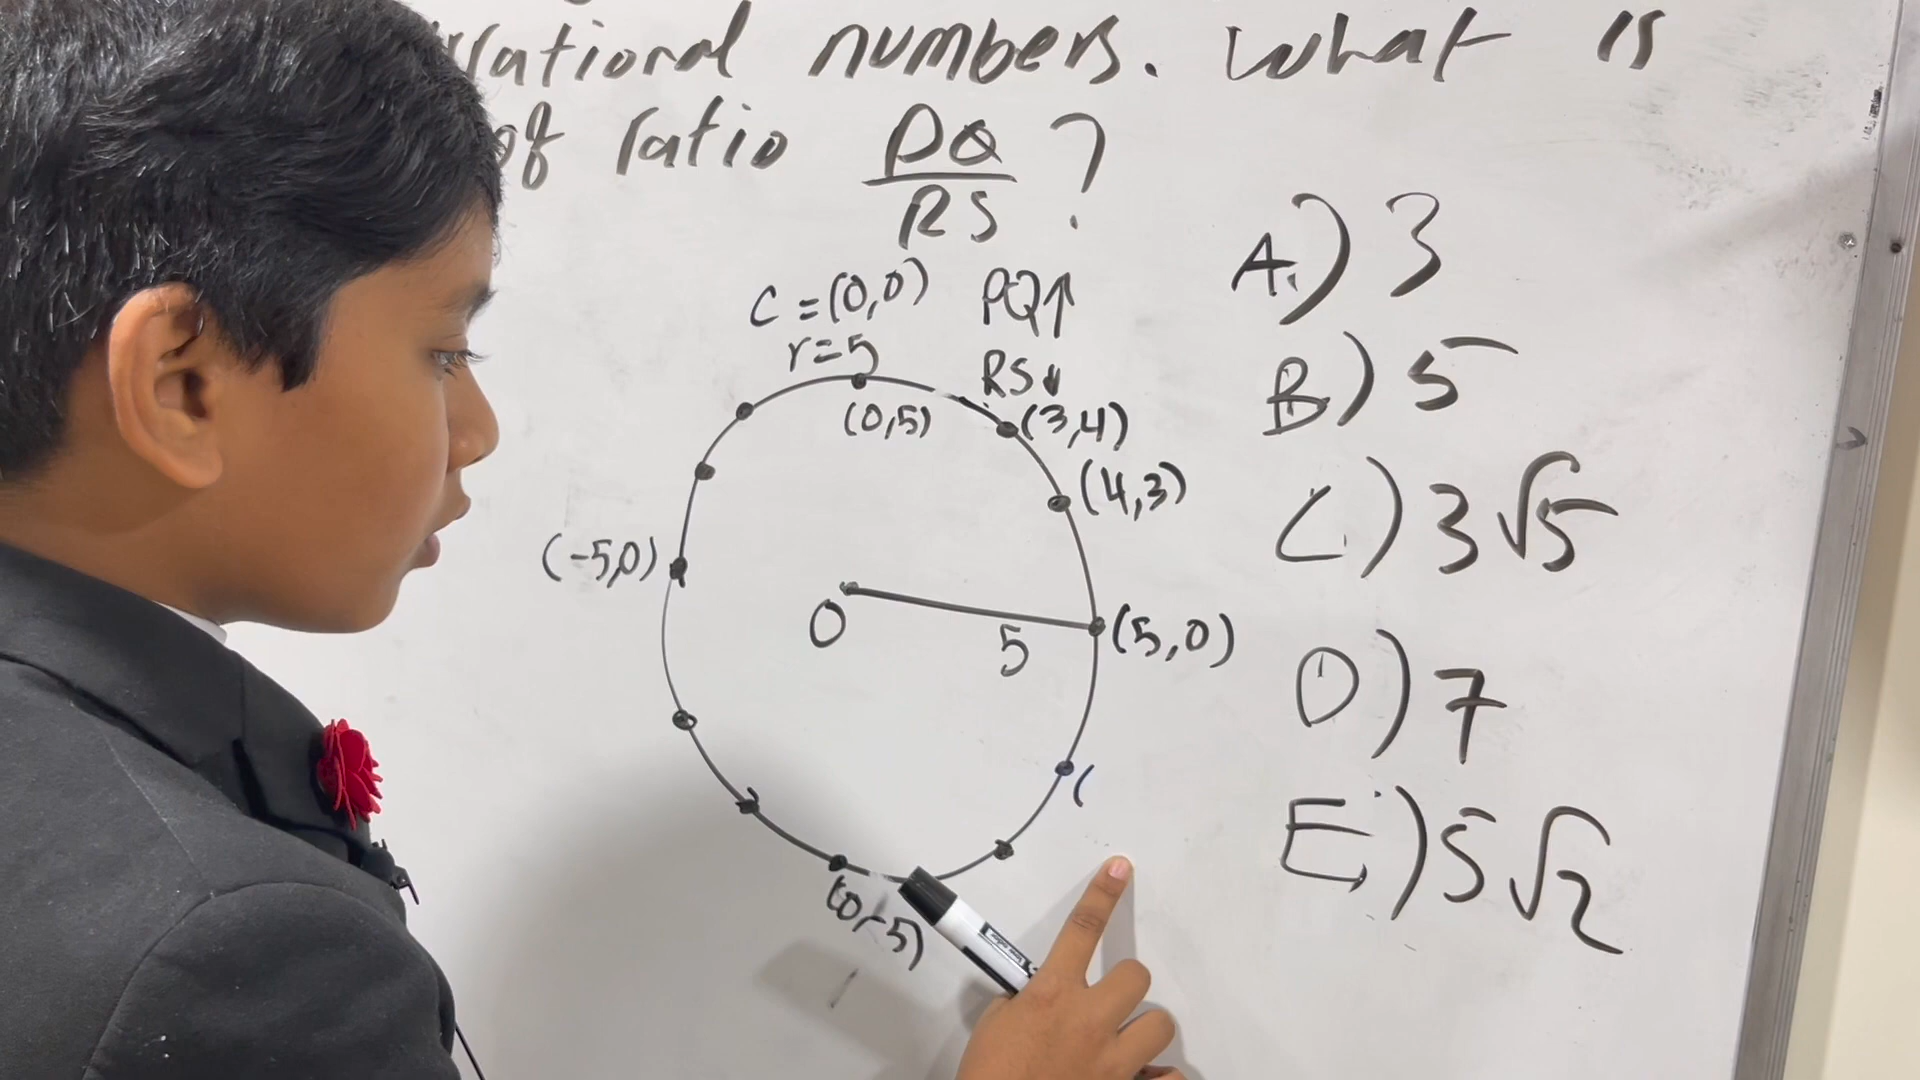 rrational numbers. What is
of ratio PQ/RS ?
C = (0,0)
r = 5
PQ↑
RS↓
(0,5)
(3,4)
(4,3)
(-5,0)
O
5
(5,0)
(
(0,-5)
A.) 3
B) 5
C) 3√5
D) 7
E.) 5√2